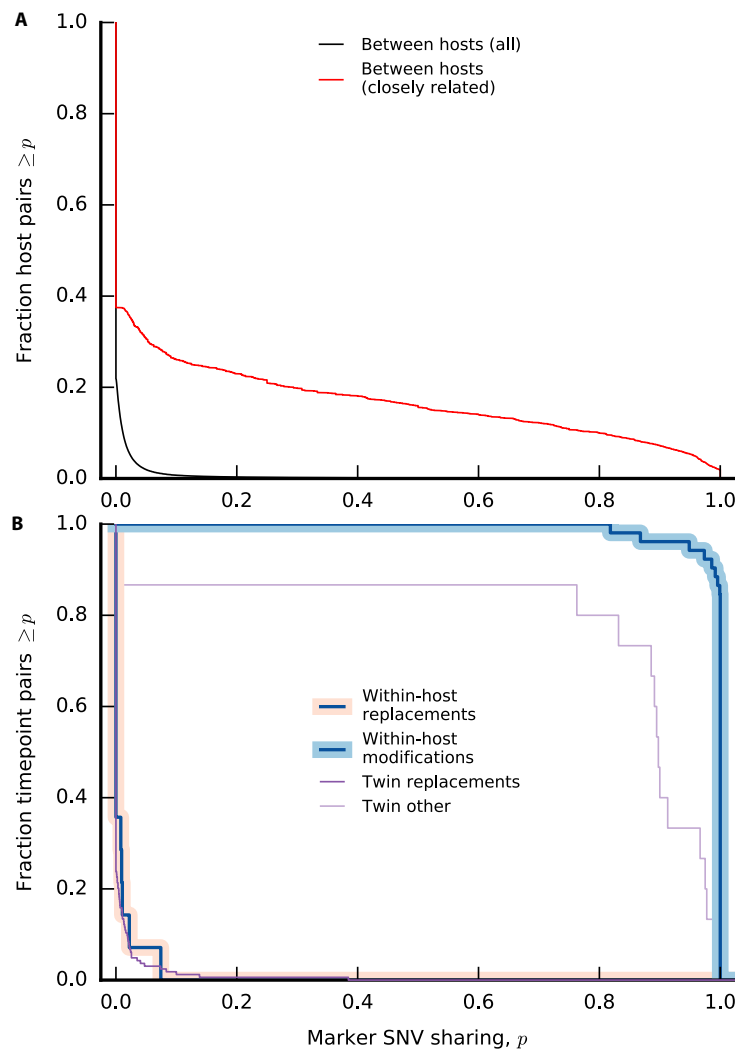 A
Fraction host pairs ≥ p
1.0
0.8
0.6
0.4
0.2
0.0
Between hosts (all)
Between hosts
(closely related)
0.0 0.2 0.4 0.6 0.8 1.0
B
Fraction timepoint pairs ≥ p
1.0
0.8
0.6
0.4
0.2
0.0
Within-host
replacements
Within-host
modifications
Twin replacements
Twin other
0.0 0.2 0.4 0.6 0.8 1.0
Marker SNV sharing, p